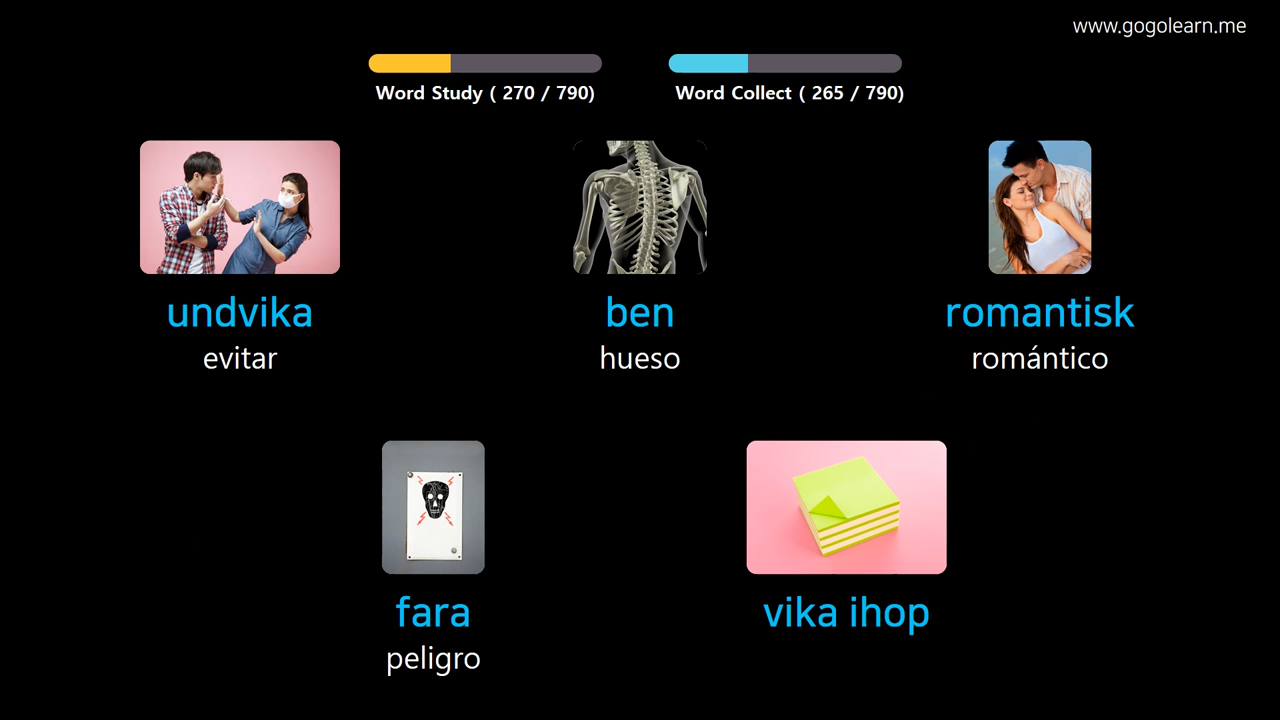 www.gogolearn.me
Word Study ( 270 / 790)
Word Collect ( 265 / 790)
undvika
evitar
ben
hueso
romantisk
romántico
fara
peligro
vika ihop